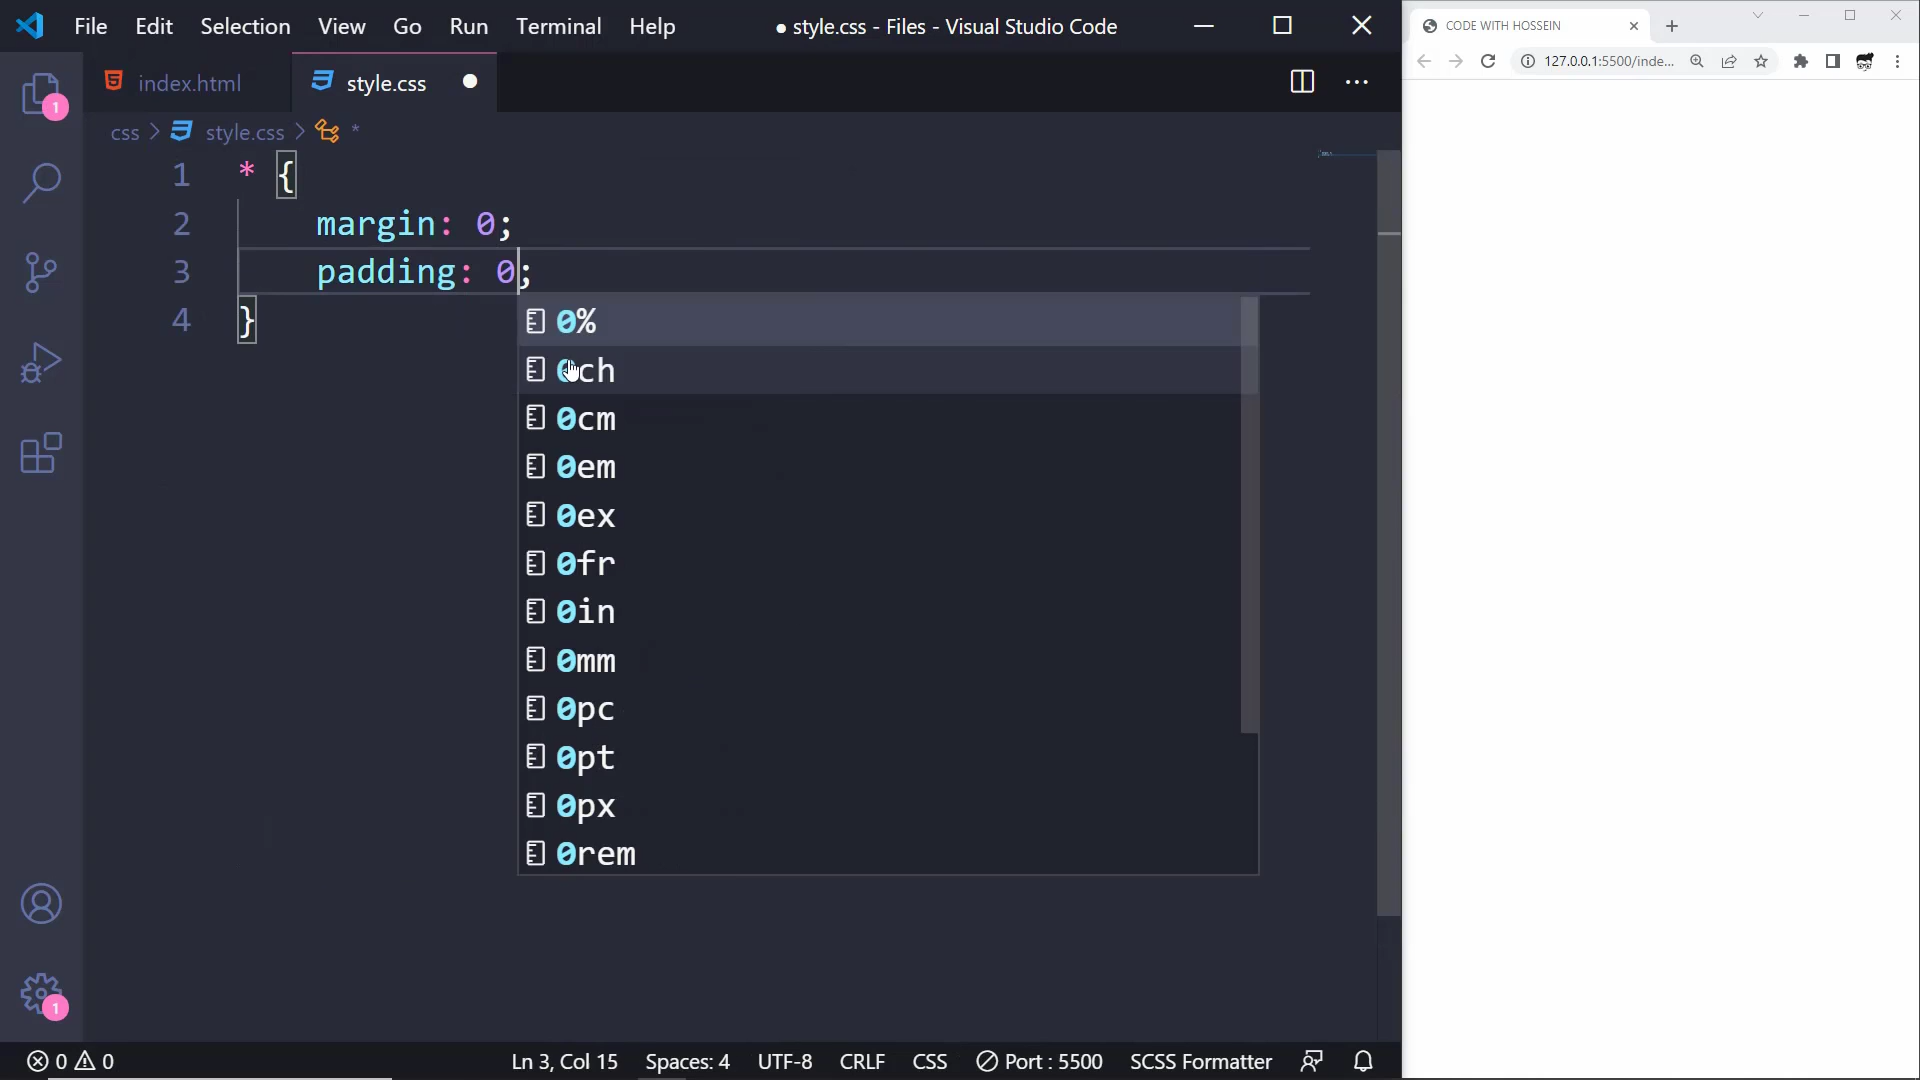 File Edit Selection View Go Run Terminal Help ● style.css - Files - Visual Studio Code
CODE WITH HOSSEIN
127.0.0.1:5500/inde...
index.html style.css
css > style.css > *
1 * {
2 margin: 0;
3 padding: 0;
4 }
0%
0ch
0cm
0em
0ex
0fr
0in
0mm
0pc
0pt
0px
0rem
1
1
0 0 Ln 3, Col 15 Spaces: 4 UTF-8 CRLF CSS Port : 5500 SCSS Formatter